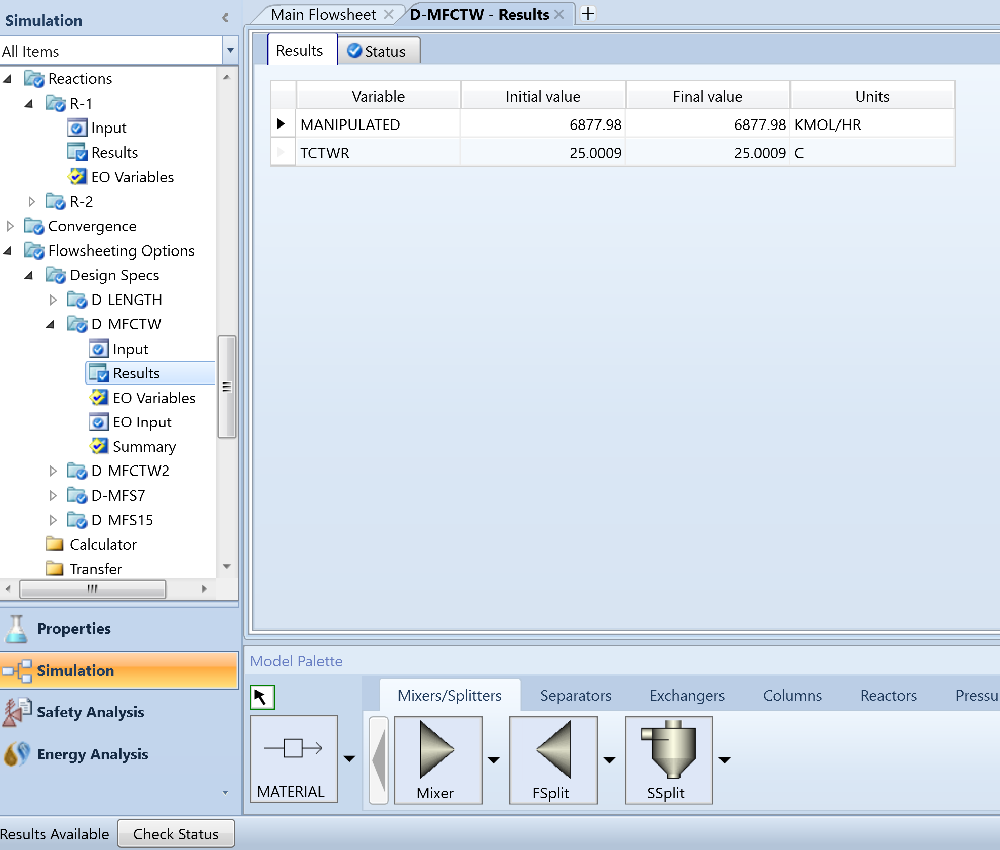 Simulation
All Items
Reactions
R-1
Input
Results
EO Variables
R-2
Convergence
Flowsheeting Options
Design Specs
D-LENGTH
D-MFCTW
Input
Results
EO Variables
EO Input
Summary
D-MFCTW2
D-MFS7
D-MFS15
Calculator
Transfer
Properties
Simulation
Safety Analysis
Energy Analysis
Main Flowsheet D-MFCTW - Results
Results Status
Variable Initial value Final value Units
MANIPULATED 6877.98 6877.98 KMOL/HR
TCTWR 25.0009 25.0009 C
Model Palette
Mixers/Splitters Separators Exchangers Columns Reactors Pressu
MATERIAL Mixer FSplit SSplit
Results Available Check Status